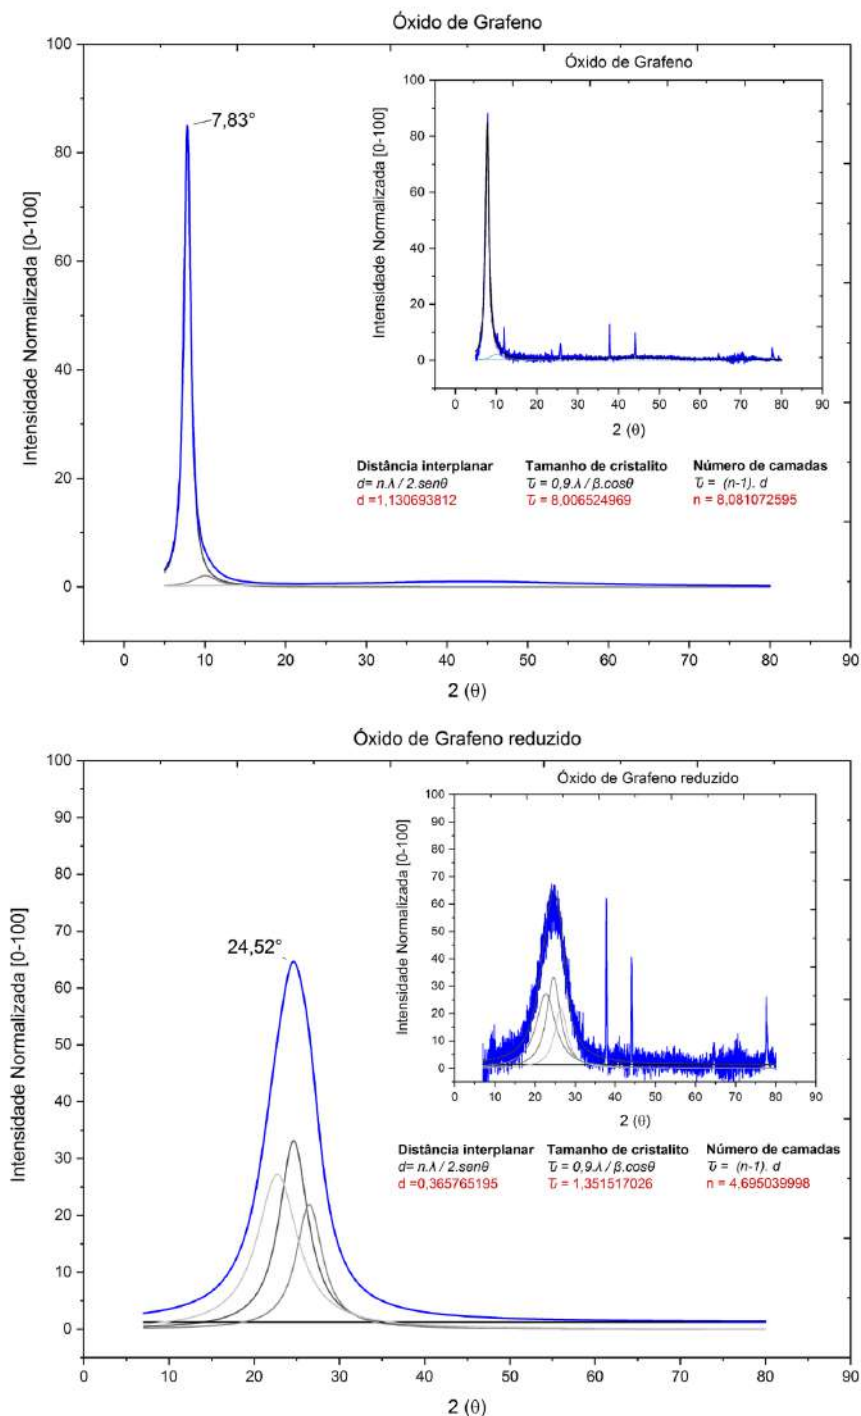 Óxido de Grafeno
Intensidade Normalizada [0-100]
100
80
60
40
20
0
0 10 20 30 40 50 60 70 80 90
2 (θ)
7,83°
Óxido de Grafeno
Intensidade Normalizada [0-100]
100
80
60
40
20
0
0 10 20 30 40 50 60 70 80 90
2 (θ)
Distância interplanar Tamanho de cristalito Número de camadas
d= n.λ / 2.senθ Ʊ = 0,9.λ / β.cosθ Ʊ = (n-1). d
d =1,130693812 Ʊ = 8,006524969 n = 8,081072595
Óxido de Grafeno reduzido
Intensidade Normalizada [0-100]
100
90
80
70
60
50
40
30
20
10
0
0 10 20 30 40 50 60 70 80 90
2 (θ)
24,52°
Óxido de Grafeno reduzido
Intensidade Normalizada [0-100]
100
90
80
70
60
50
40
30
20
10
0
0 10 20 30 40 50 60 70 80 90
2 (θ)
Distância interplanar Tamanho de cristalito Número de camadas
d= n.λ / 2.senθ Ʊ = 0,9.λ / β.cosθ Ʊ = (n-1). d
d =0,365765195 Ʊ = 1,351517026 n = 4,695039998